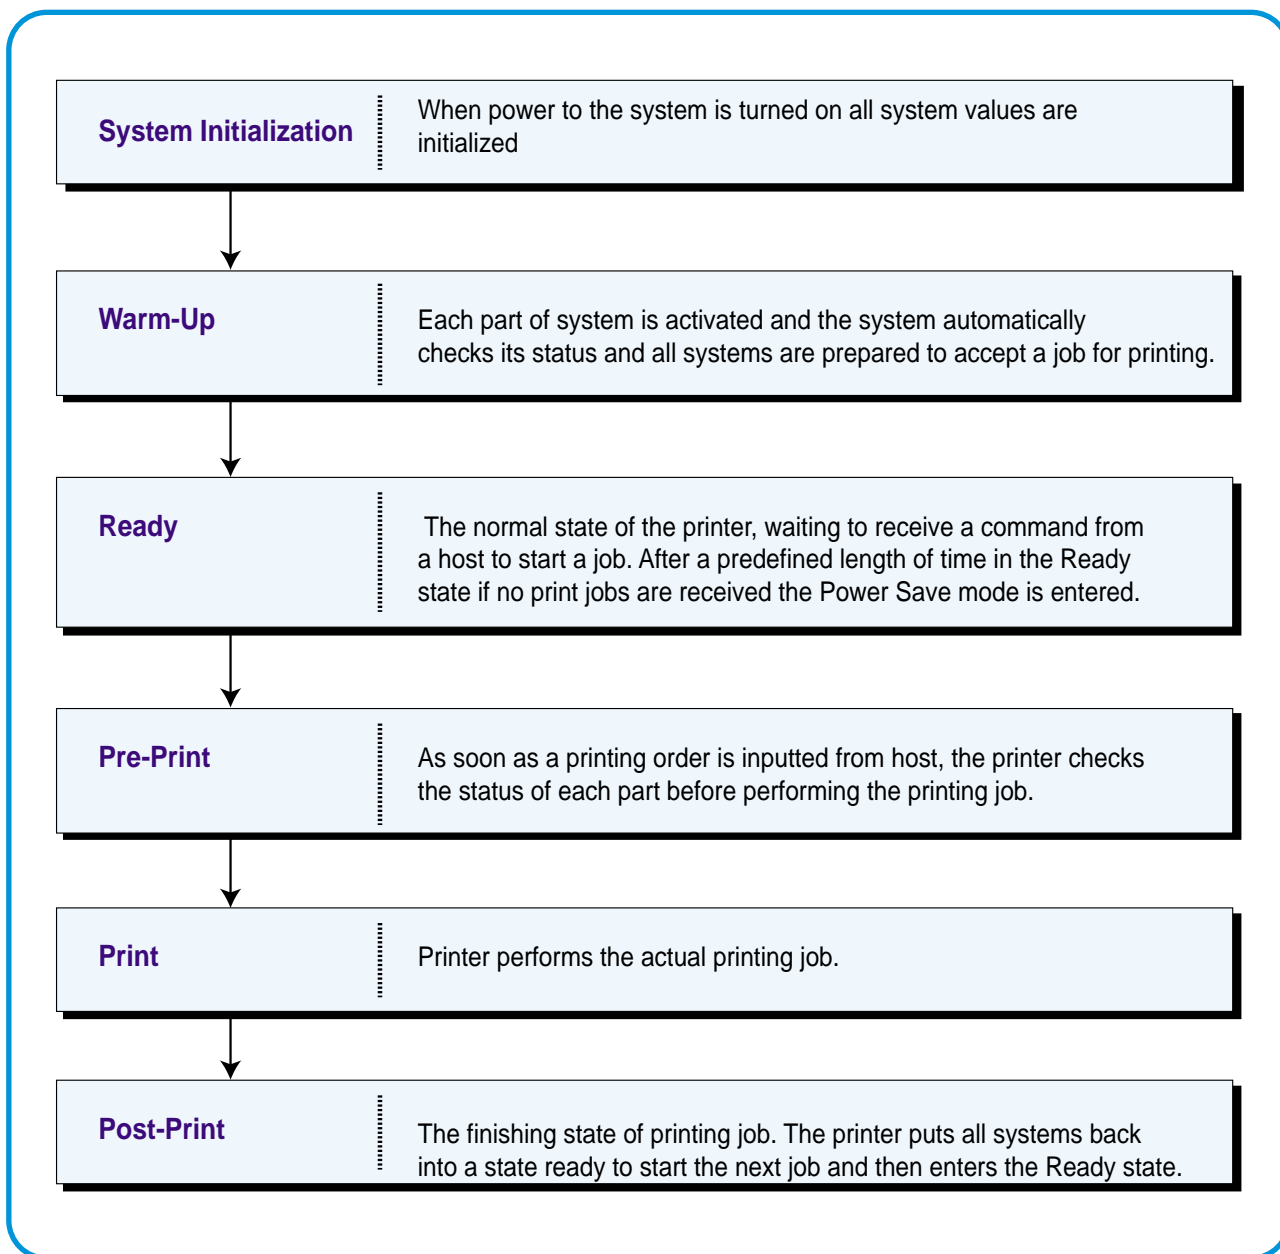 System Initialization
When power to the system is turned on all system values are
initialized
Warm-Up
Each part of system is activated and the system automatically
checks its status and all systems are prepared to accept a job for printing.
Ready
The normal state of the printer, waiting to receive a command from
a host to start a job. After a predefined length of time in the Ready
state if no print jobs are received the Power Save mode is entered.
Pre-Print
As soon as a printing order is inputted from host, the printer checks
the status of each part before performing the printing job.
Print
Printer performs the actual printing job.
Post-Print
The finishing state of printing job. The printer puts all systems back
into a state ready to start the next job and then enters the Ready state.